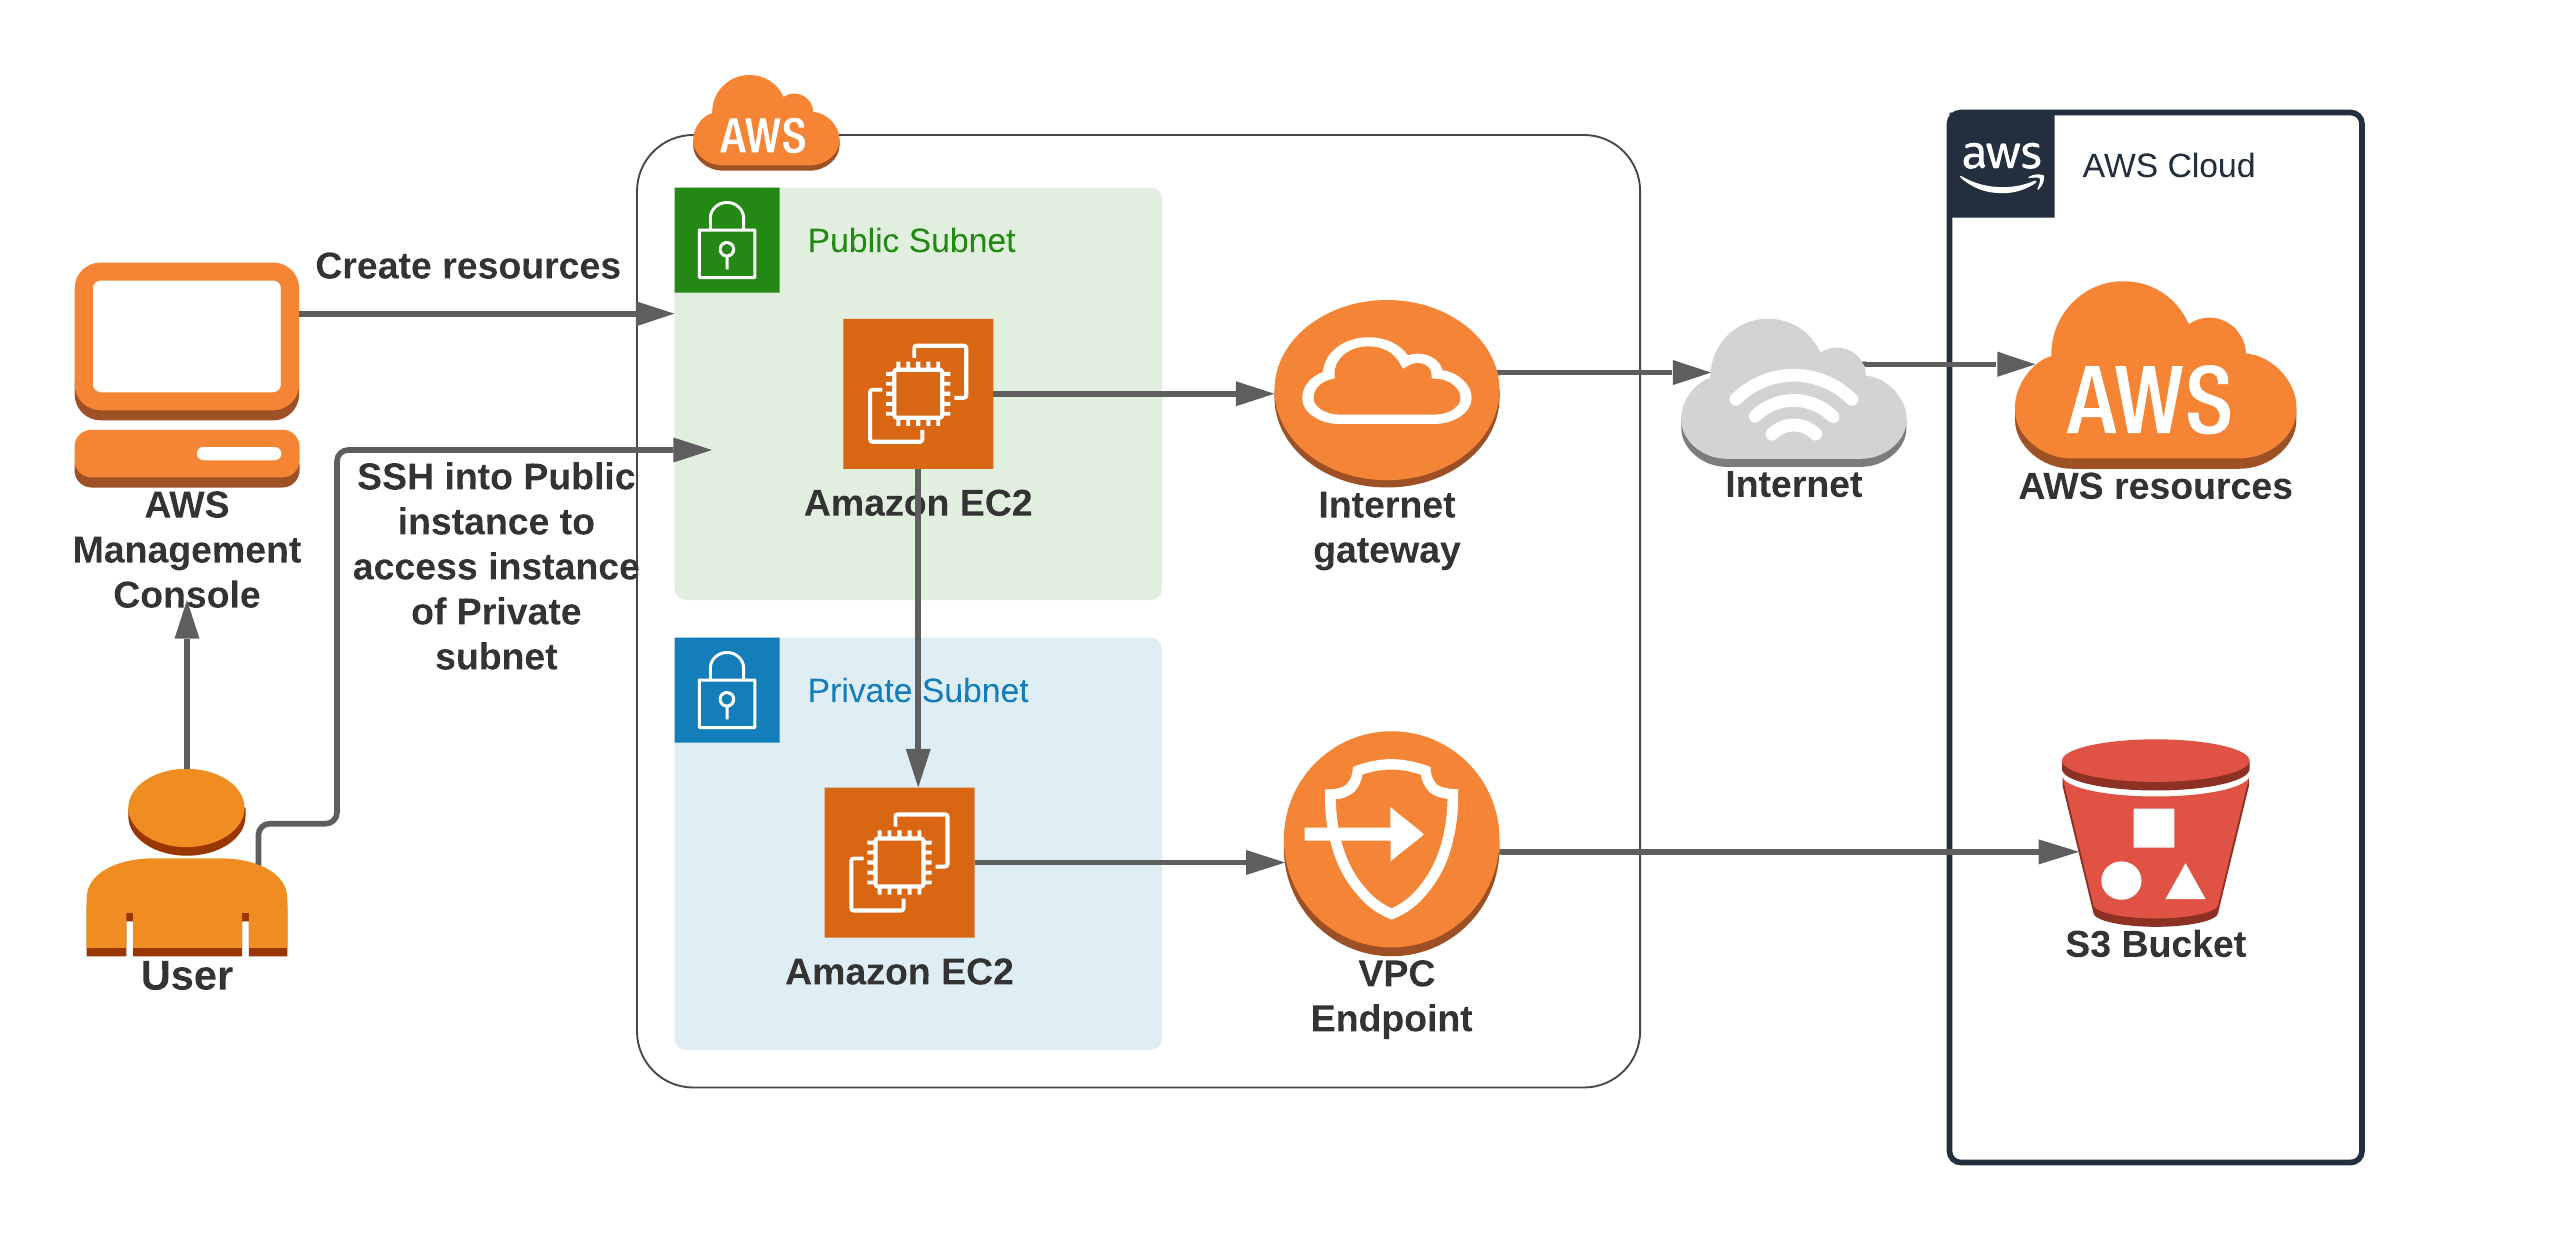 AWS
aws
AWS Cloud
Public Subnet
Create resources
AWS
SSH into Public
instance to
access instance
of Private
subnet
AWS
Management
Console
Amazon EC2
Internet
gateway
Internet
AWS resources
Private Subnet
User
Amazon EC2
VPC
Endpoint
S3 Bucket